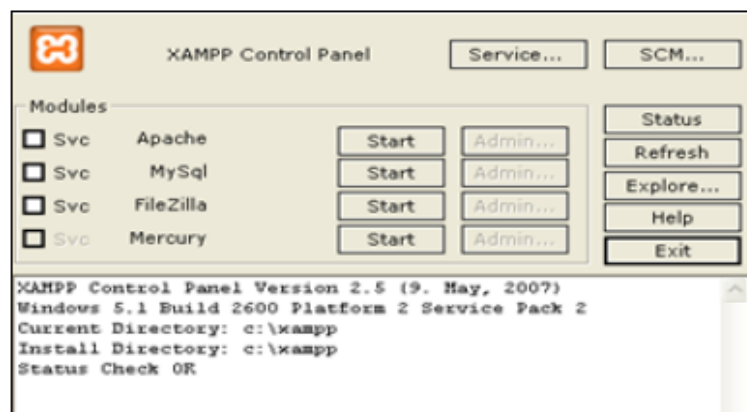 XAMPP Control Panel Service... SCM...
Modules
Status
Svc Apache Start Admin...
Refresh
Svc MySql Start Admin...
Explore...
Svc FileZilla Start Admin...
Help
Svc Mercury Start Admin...
Exit
XAMPP Control Panel Version 2.5 (9. May, 2007)
Windows 5.1 Build 2600 Platform 2 Service Pack 2
Current Directory: c:\xampp
Install Directory: c:\xampp
Status Check OK